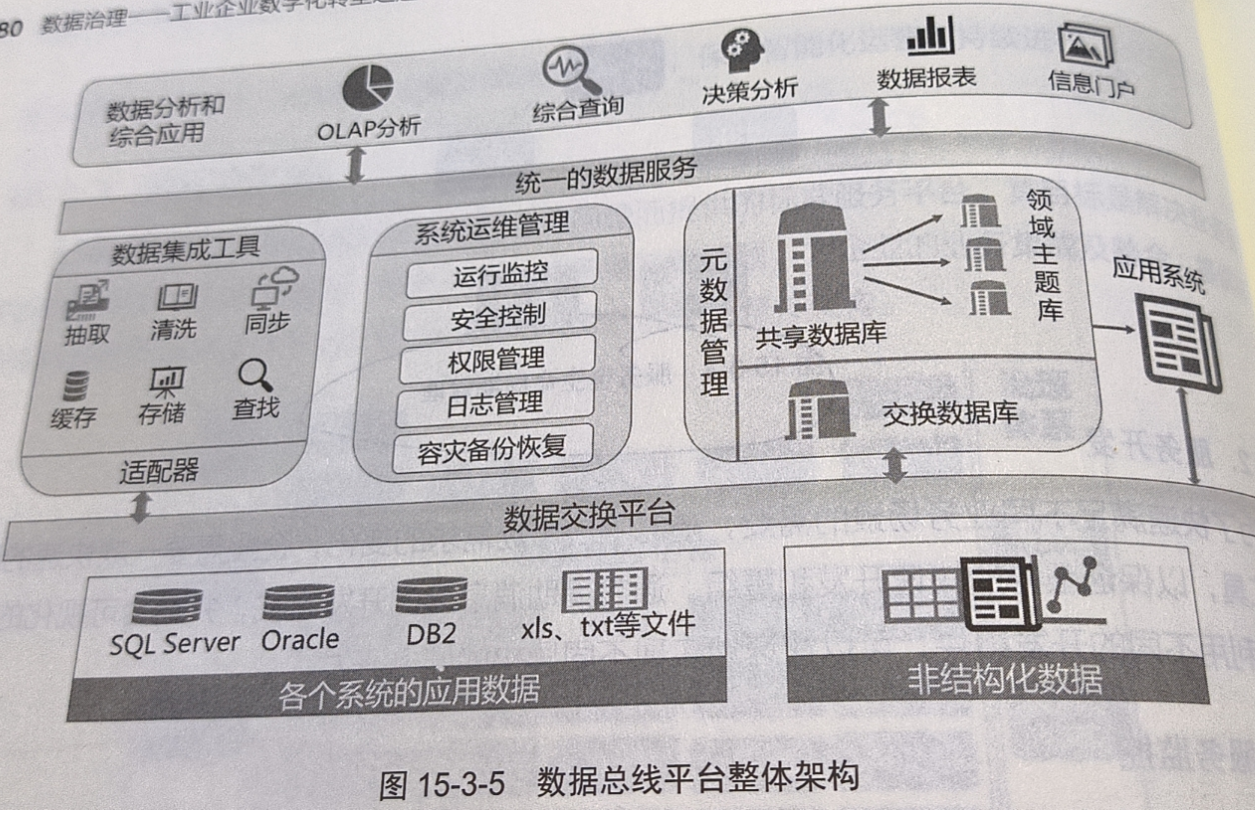 80 数据治理——工业企业数字化转型之
数据分析和
综合应用
OLAP分析
综合查询
决策分析
数据报表
信息门户
统一的数据服务
数据集成工具
抽取
清洗
同步
缓存
存储
查找
适配器
系统运维管理
运行监控
安全控制
权限管理
日志管理
容灾备份恢复
元数据管理
共享数据库
领域主题库
交换数据库
应用系统
数据交换平台
SQL Server
Oracle
DB2
xls、txt等文件
各个系统的应用数据
非结构化数据
图 15-3-5 数据总线平台整体架构